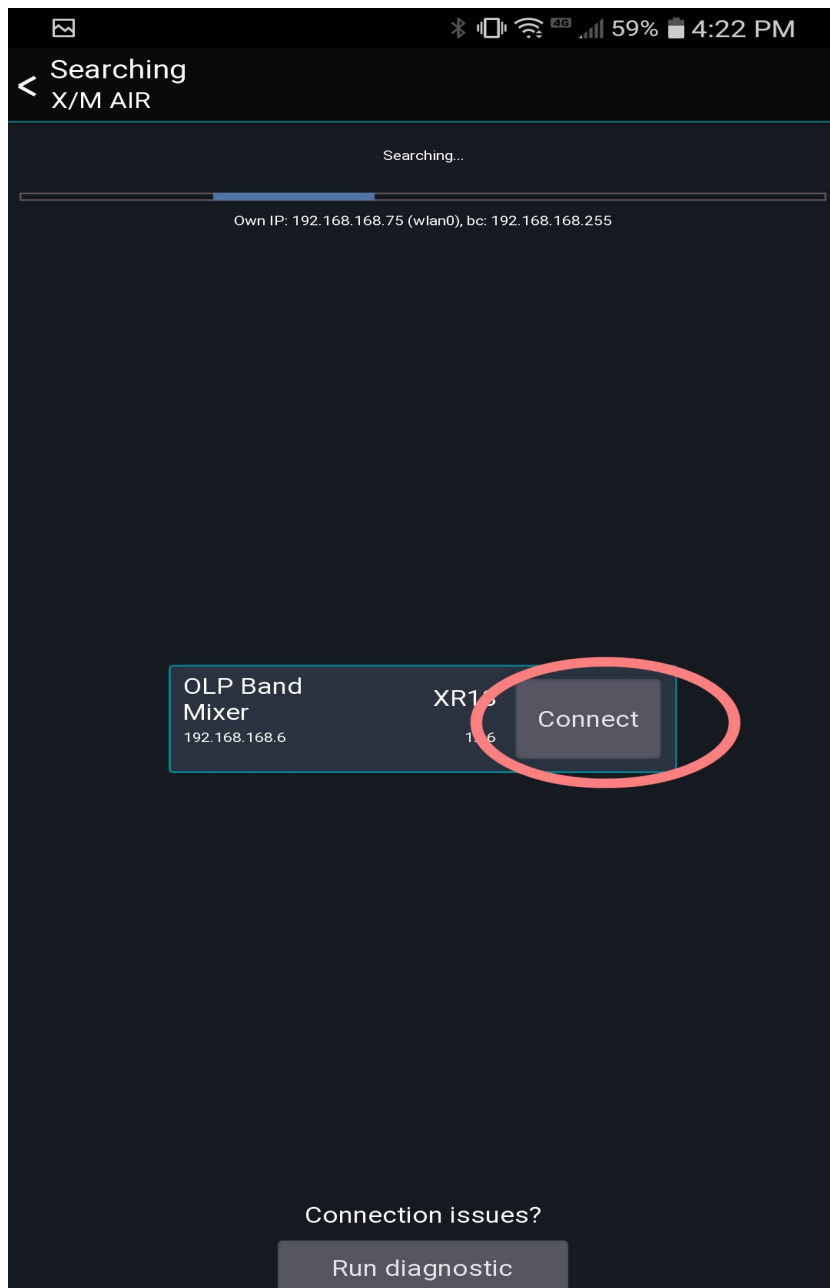 4G 59% 4:22 PM
< Searching
X/M AIR
Searching...
Own IP: 192.168.168.75 (wlan0), bc: 192.168.168.255
OLP Band
Mixer
192.168.168.6
Connect
Connection issues?
Run diagnostic